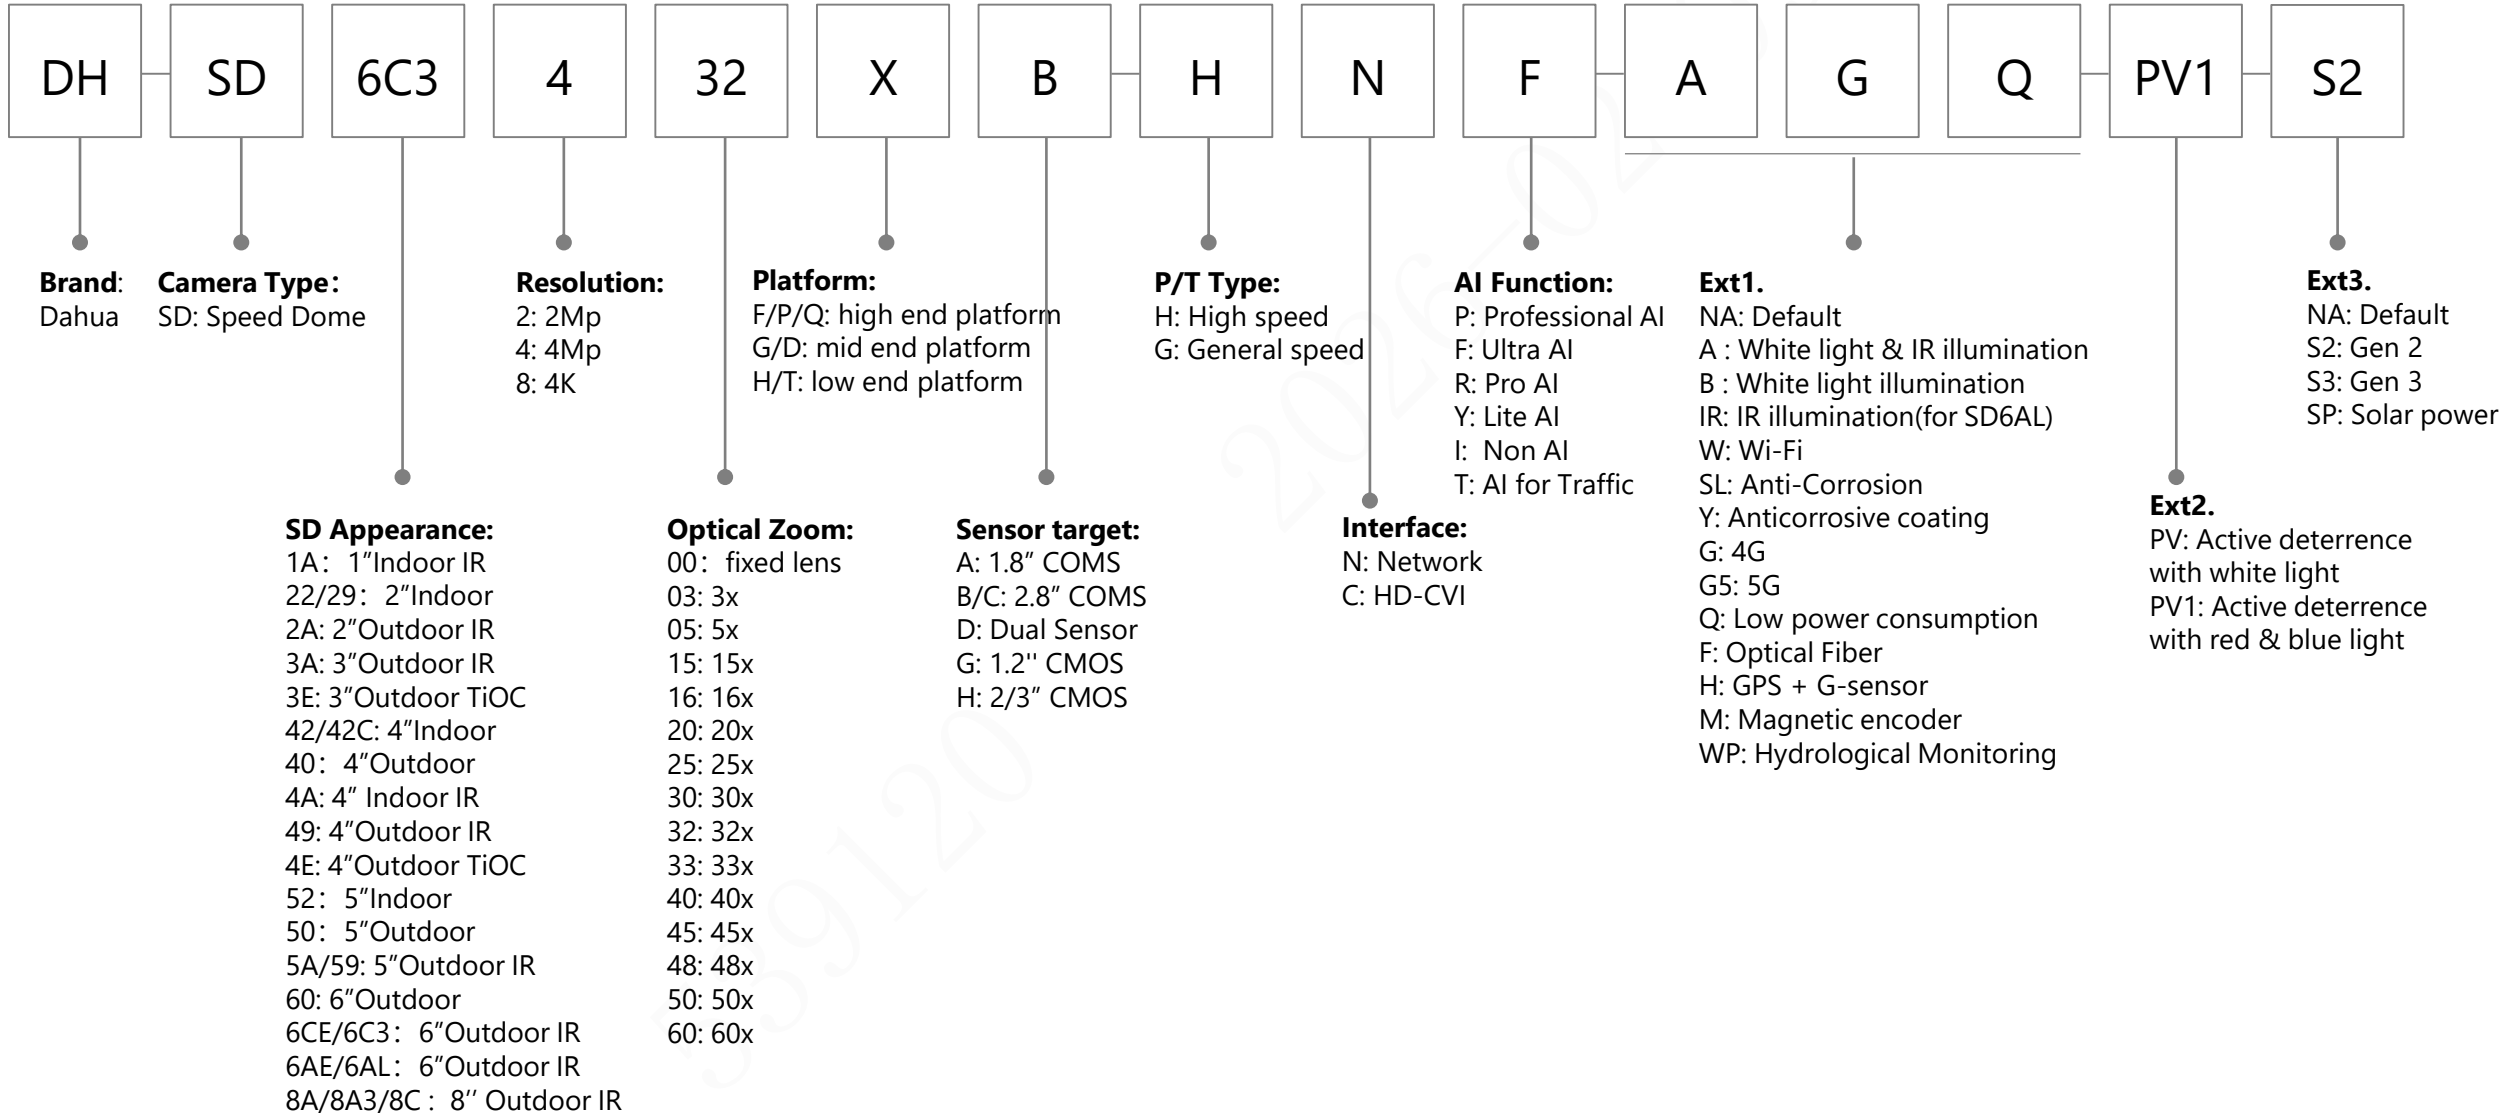 DH SD 6C3 4 32 X B H N F A G Q PV1 S2
Brand:
Dahua
Camera Type：
SD: Speed Dome
Resolution:
2: 2Mp
4: 4Mp
8: 4K
Platform:
F/P/Q: high end platform
G/D: mid end platform
H/T: low end platform
P/T Type:
H: High speed
G: General speed
AI Function:
P: Professional AI
F: Ultra AI
R: Pro AI
Y: Lite AI
I: Non AI
T: AI for Traffic
Ext1.
NA: Default
A : White light & IR illumination
B : White light illumination
IR: IR illumination(for SD6AL)
W: Wi-Fi
SL: Anti-Corrosion
Y: Anticorrosive coating
G: 4G
G5: 5G
Q: Low power consumption
F: Optical Fiber
H: GPS + G-sensor
M: Magnetic encoder
WP: Hydrological Monitoring
Ext3.
NA: Default
S2: Gen 2
S3: Gen 3
SP: Solar power
SD Appearance:
1A： 1”Indoor IR
22/29： 2”Indoor
2A: 2”Outdoor IR
3A: 3”Outdoor IR
3E: 3”Outdoor TiOC
42/42C: 4”Indoor
40： 4”Outdoor
4A: 4” Indoor IR
49: 4”Outdoor IR
4E: 4”Outdoor TiOC
52： 5”Indoor
50： 5”Outdoor
5A/59: 5”Outdoor IR
60: 6”Outdoor
6CE/6C3： 6”Outdoor IR
6AE/6AL： 6”Outdoor IR
8A/8A3/8C : 8’’ Outdoor IR
Optical Zoom:
00： fixed lens
03: 3x
05: 5x
15: 15x
16: 16x
20: 20x
25: 25x
30: 30x
32: 32x
33: 33x
40: 40x
45: 45x
48: 48x
50: 50x
60: 60x
Sensor target:
A: 1.8” COMS
B/C: 2.8” COMS
D: Dual Sensor
G: 1.2'' CMOS
H: 2/3” CMOS
Interface:
N: Network
C: HD-CVI
Ext2.
PV: Active deterrence
with white light
PV1: Active deterrence
with red & blue light